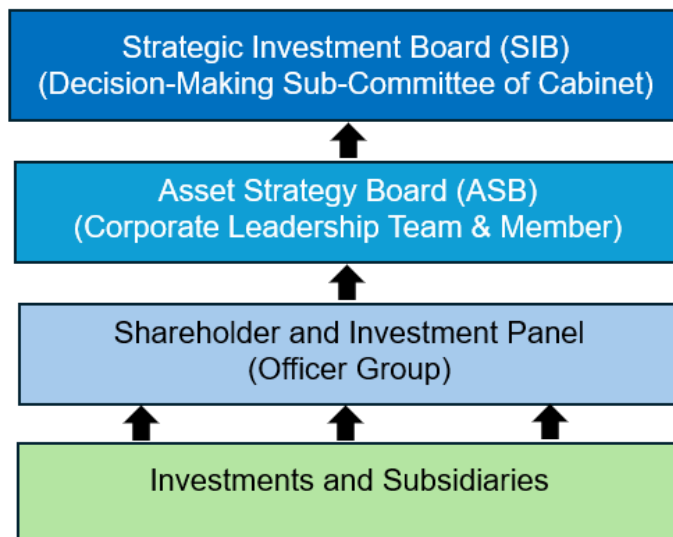 Strategic Investment Board (SIB)
(Decision-Making Sub-Committee of Cabinet)
Asset Strategy Board (ASB)
(Corporate Leadership Team & Member)
Shareholder and Investment Panel
(Officer Group)
Investments and Subsidiaries